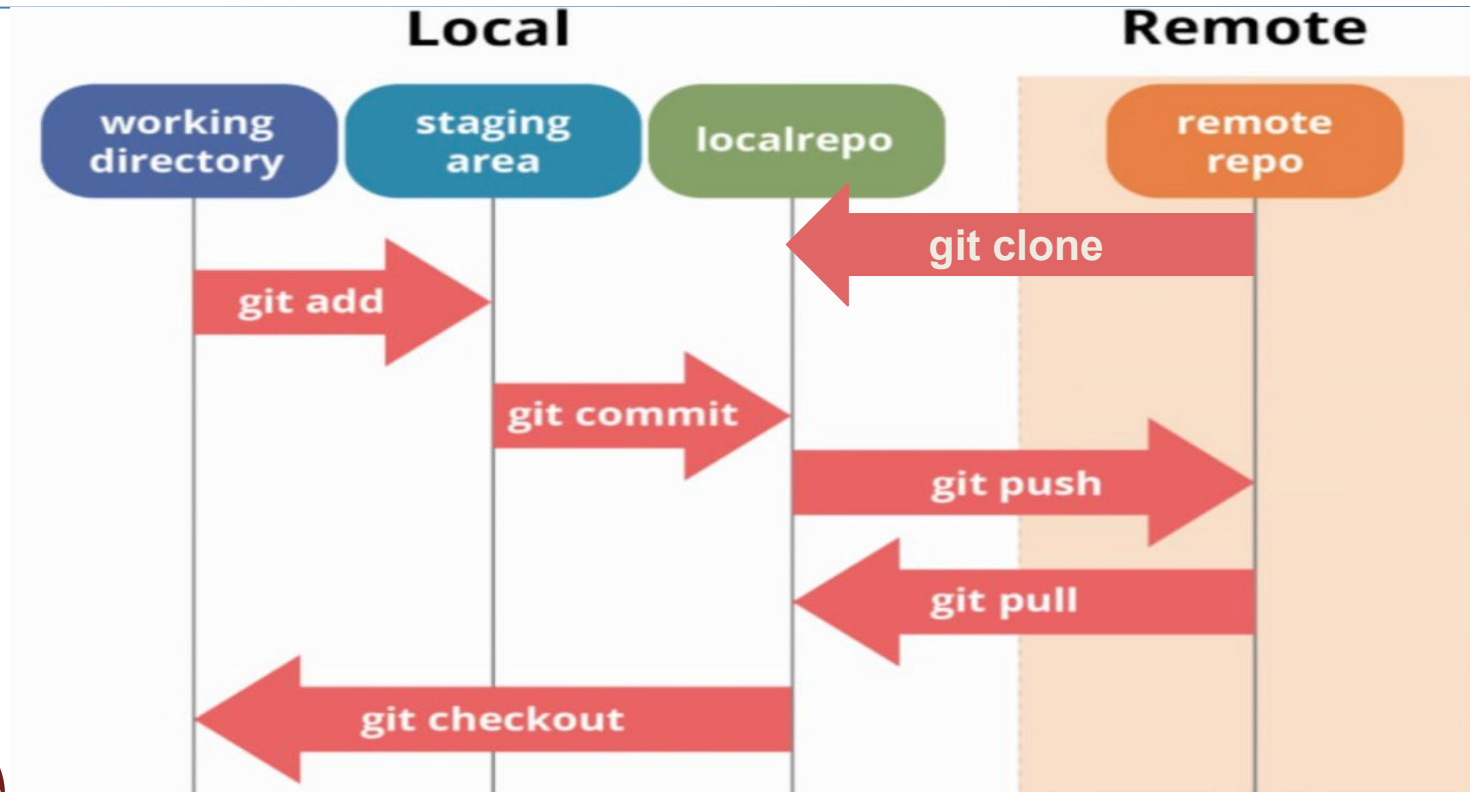 Local
Remote
working
directory
staging
area
localrepo
remote
repo
git clone
git add
git commit
git push
git pull
git checkout